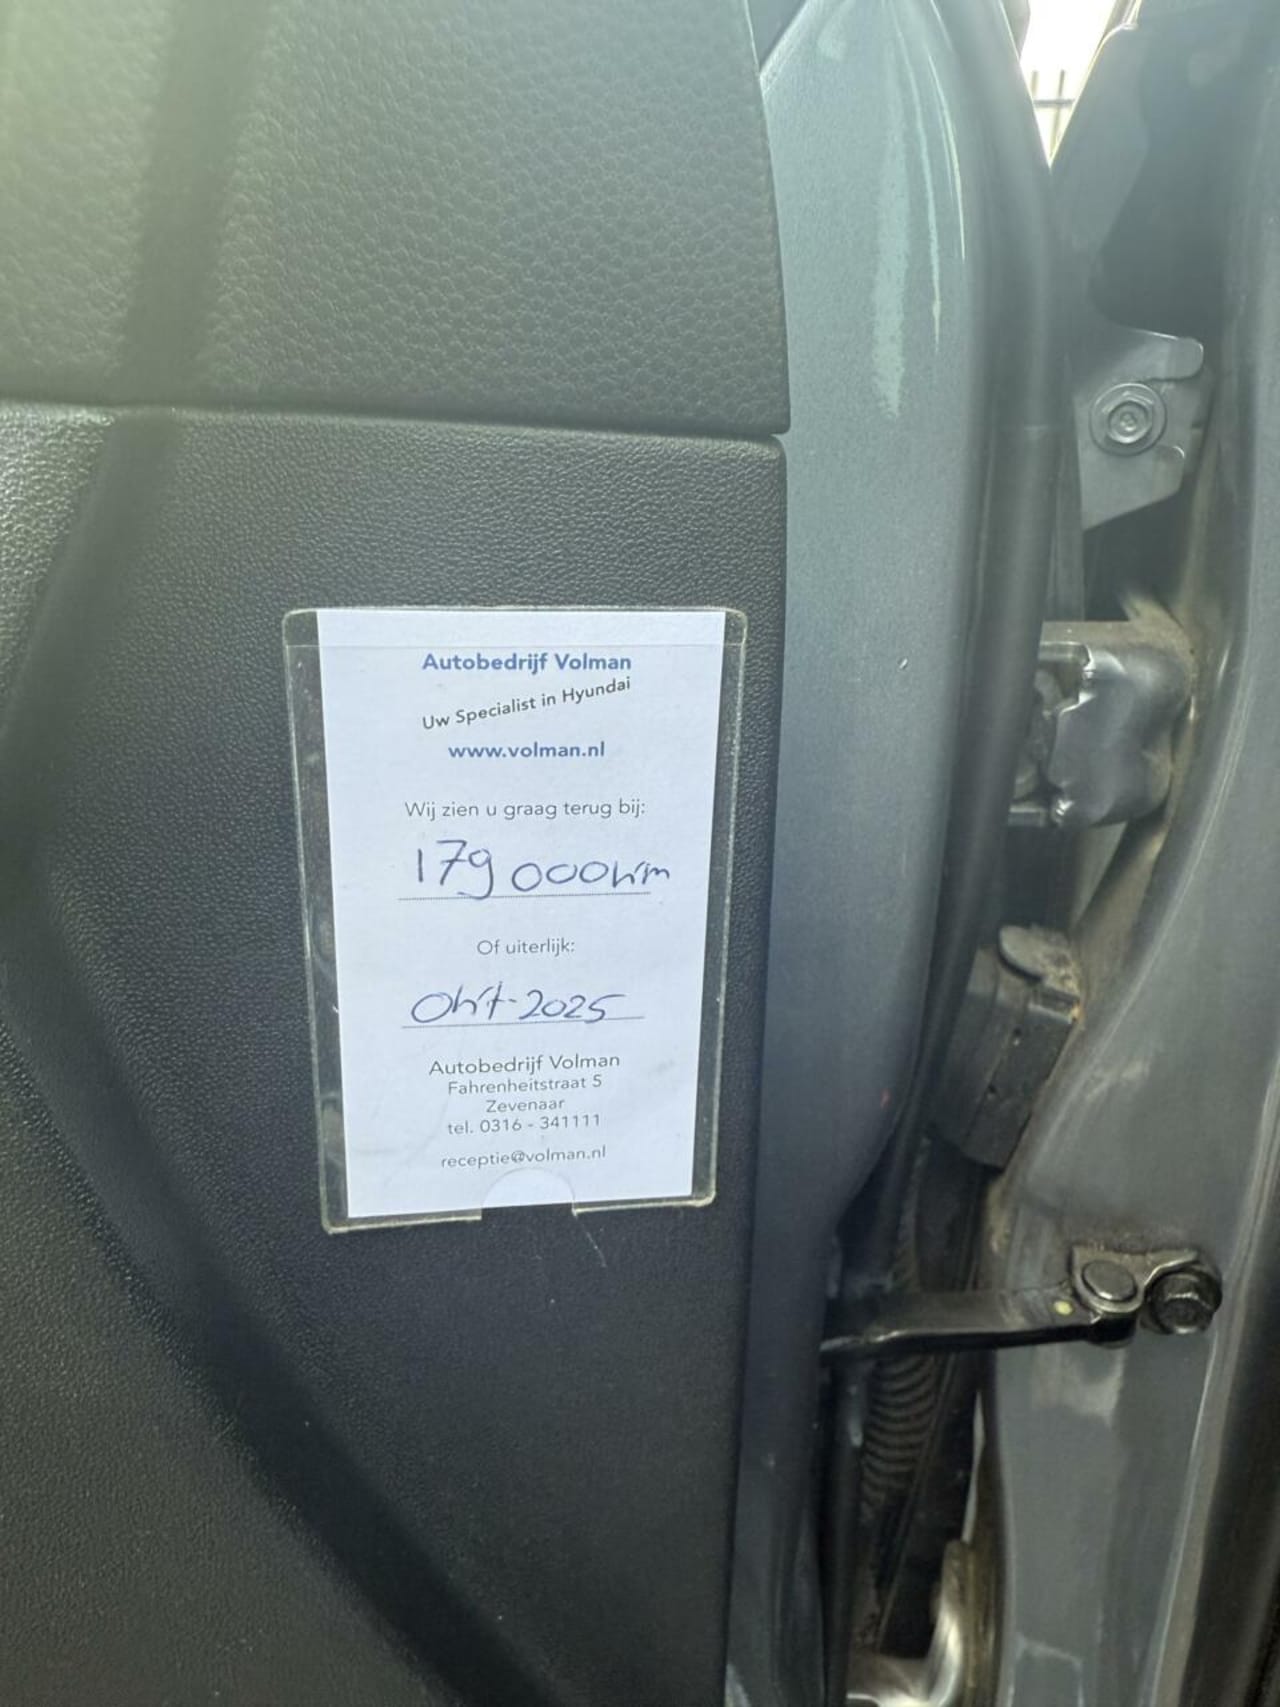 Autobedrijf Volman
Uw Specialist in Hyundai
www.volman.nl
Wij zien u graag terug bij:
179 000km
Of uiterlijk:
Okt-2025
Autobedrijf Volman
Fahrenheitstraat 5
Zevenaar
tel. 0316 - 341111
receptie@volman.nl